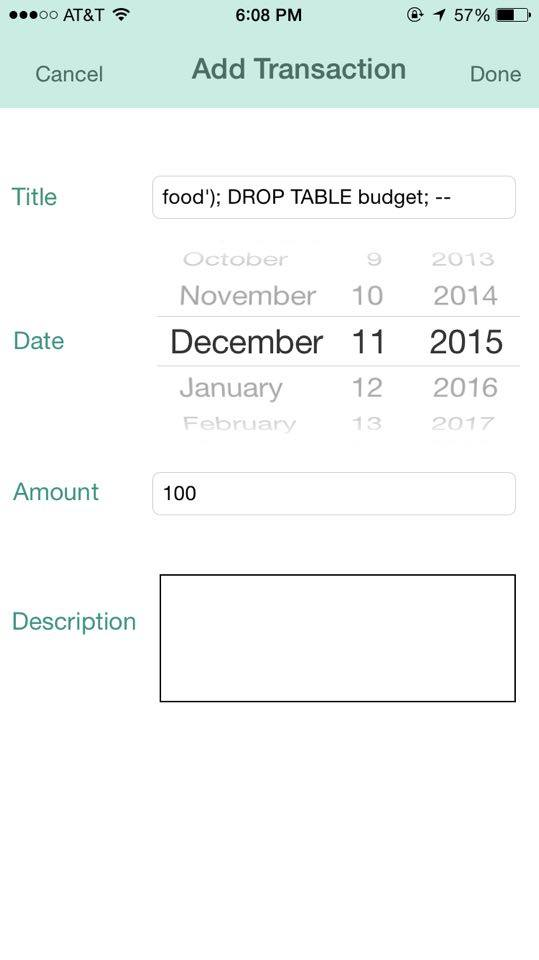 AT&T 6:08 PM 57%
Cancel Add Transaction Done
Title food'); DROP TABLE budget; --
October 9 2013
November 10 2014
Date December 11 2015
January 12 2016
February 13 2017
Amount 100
Description